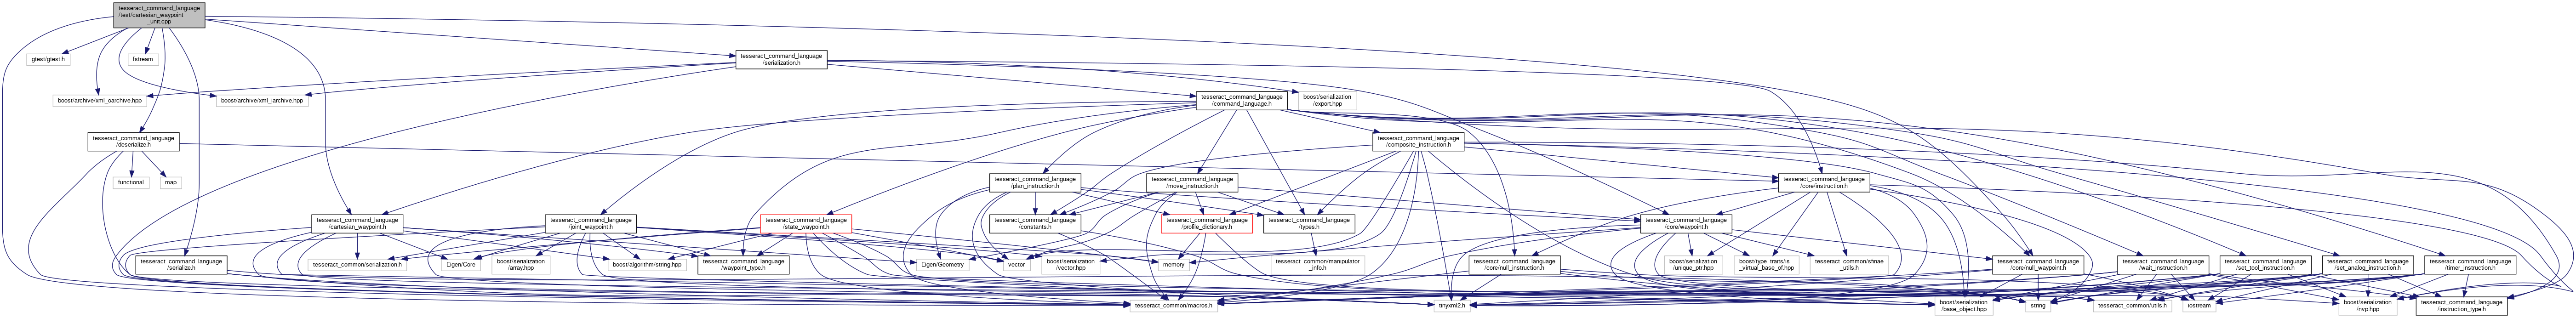 tesseract_command_language
/test/cartesian_waypoint
_unit.cpp
gtest/gtest.h
fstream
tesseract_command_language
/serialization.h
boost/archive/xml_oarchive.hpp
boost/archive/xml_iarchive.hpp
tesseract_command_language
/command_language.h
boost/serialization
/export.hpp
tesseract_command_language
/deserialize.h
tesseract_command_language
/composite_instruction.h
functional
map
tesseract_command_language
/plan_instruction.h
tesseract_command_language
/move_instruction.h
tesseract_command_language
/core/instruction.h
tesseract_command_language
/cartesian_waypoint.h
tesseract_command_language
/joint_waypoint.h
tesseract_command_language
/state_waypoint.h
tesseract_command_language
/constants.h
tesseract_command_language
/profile_dictionary.h
tesseract_command_language
/types.h
tesseract_command_language
/core/waypoint.h
tesseract_command_language
/serialize.h
tesseract_common/serialization.h
Eigen/Core
boost/serialization
/array.hpp
boost/algorithm/string.hpp
tesseract_command_language
/waypoint_type.h
Eigen/Geometry
vector
boost/serialization
/vector.hpp
memory
tesseract_common/manipulator
_info.h
tesseract_command_language
/core/null_instruction.h
boost/serialization
/unique_ptr.hpp
boost/type_traits/is
_virtual_base_of.hpp
tesseract_common/sfinae
_utils.h
tesseract_command_language
/core/null_waypoint.h
tesseract_command_language
/wait_instruction.h
tesseract_command_language
/set_tool_instruction.h
tesseract_command_language
/set_analog_instruction.h
tesseract_command_language
/timer_instruction.h
tesseract_common/macros.h
tinyxml2.h
boost/serialization
/base_object.hpp
string
tesseract_common/utils.h
iostream
boost/serialization
/nvp.hpp
tesseract_command_language
/instruction_type.h